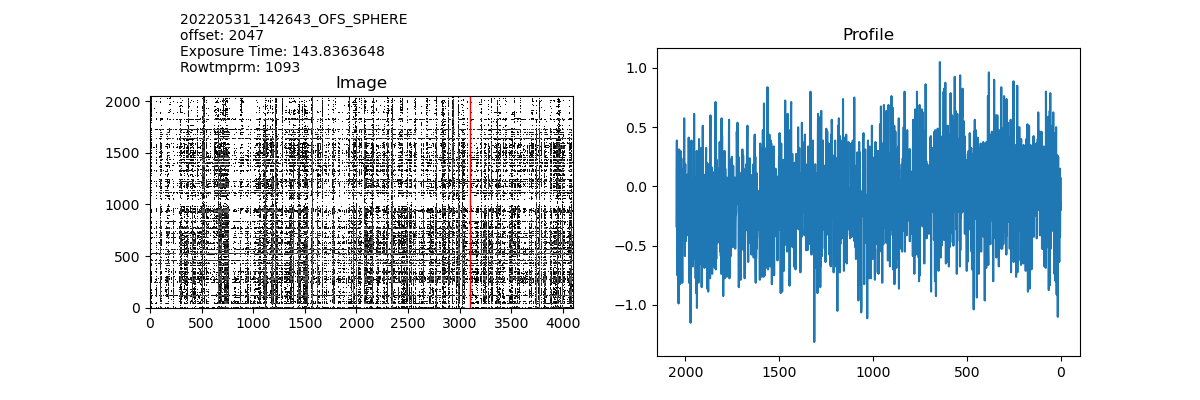 20220531_142643_OFS_SPHERE
offset: 2047
Exposure Time: 143.8363648
Rowtmprm: 1093
Image
2000
1500
1000
500
0
0 500 1000 1500 2000 2500 3000 3500 4000
Profile
1.0
0.5
0.0
−0.5
−1.0
2000 1500 1000 500 0